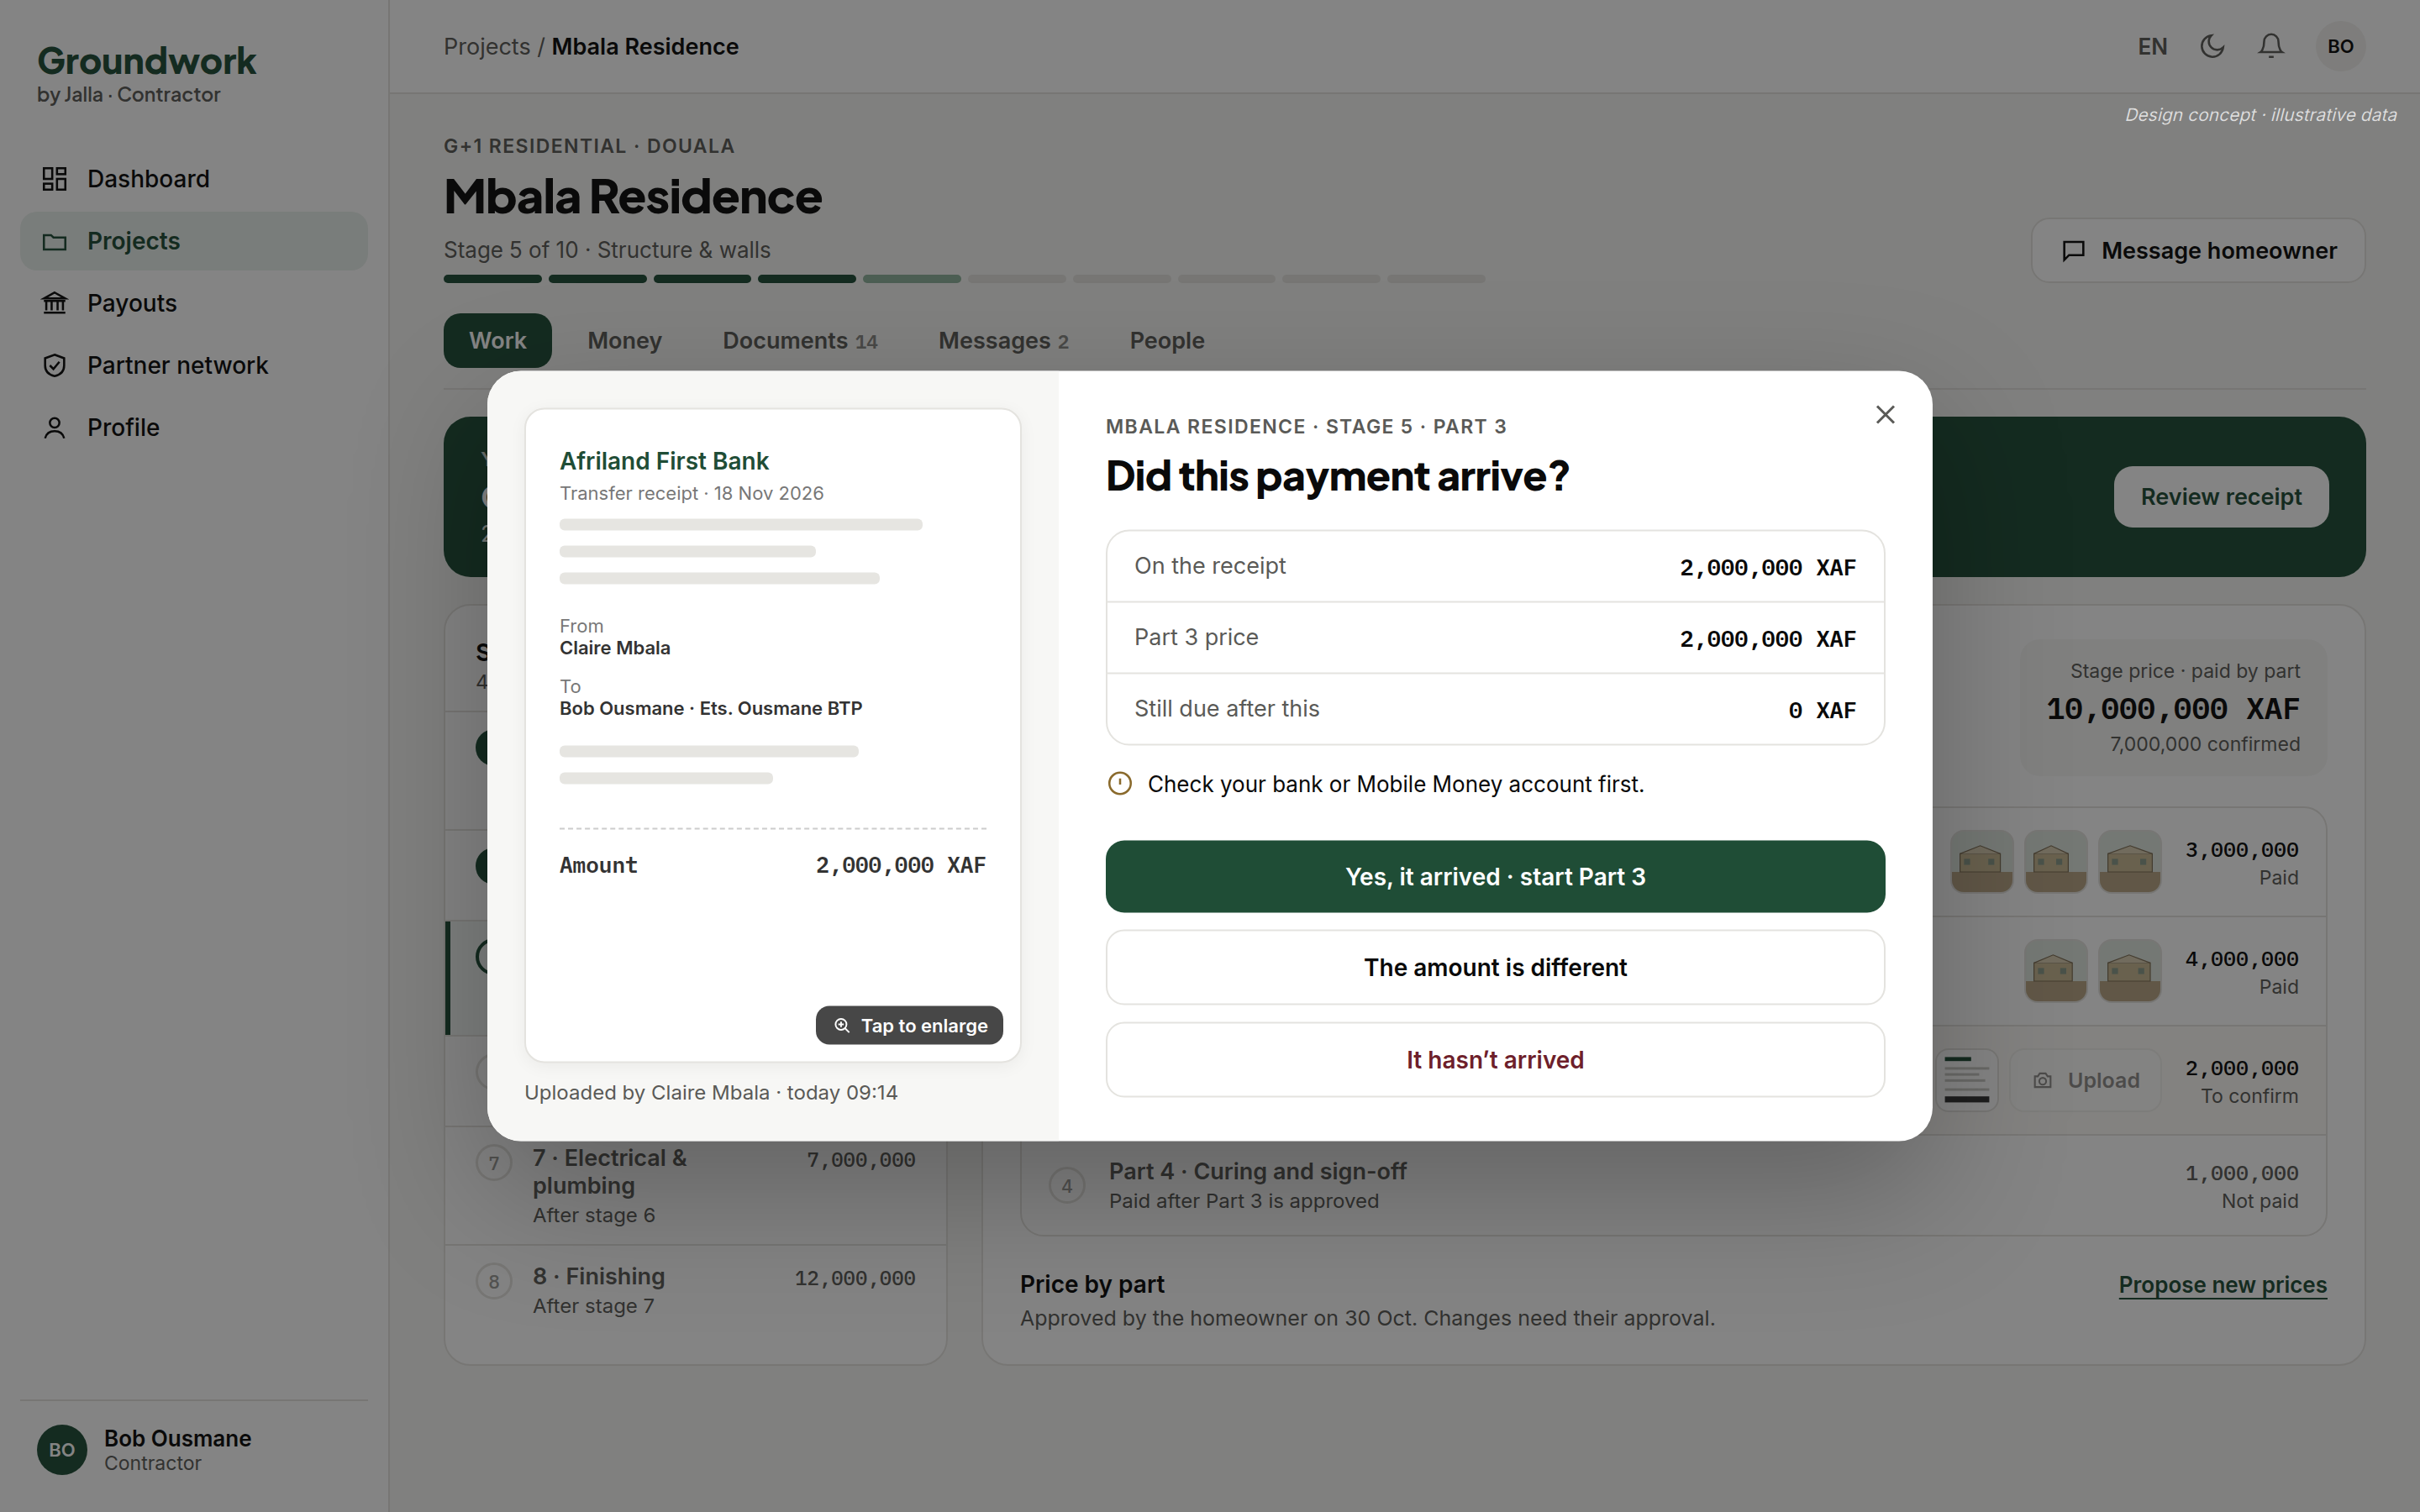 Groundwork
by Jalla · Contractor
Dashboard
Projects
Payouts
Partner network
Profile
BO
Bob Ousmane
Contractor
Projects / Mbala Residence
EN
BO
Design concept · illustrative data
G+1 RESIDENTIAL · DOUALA
Mbala Residence
Stage 5 of 10 · Structure & walls
Message homeowner
Work
Money
Documents 14
Messages 2
People
Review receipt
Afriland First Bank
Transfer receipt · 18 Nov 2026
From
Claire Mbala
To
Bob Ousmane · Ets. Ousmane BTP
Amount 2,000,000 XAF
Tap to enlarge
Uploaded by Claire Mbala · today 09:14
MBALA RESIDENCE · STAGE 5 · PART 3
Did this payment arrive?
On the receipt 2,000,000 XAF
Part 3 price 2,000,000 XAF
Still due after this 0 XAF
Check your bank or Mobile Money account first.
Yes, it arrived · start Part 3
The amount is different
It hasn’t arrived
Stage price · paid by part
10,000,000 XAF
7,000,000 confirmed
3,000,000
Paid
4,000,000
Paid
Upload
2,000,000
To confirm
7
7 · Electrical &
plumbing
7,000,000
After stage 6
8
8 · Finishing
12,000,000
After stage 7
4
Part 4 · Curing and sign-off
Paid after Part 3 is approved
1,000,000
Not paid
Price by part
Approved by the homeowner on 30 Oct. Changes need their approval.
Propose new prices